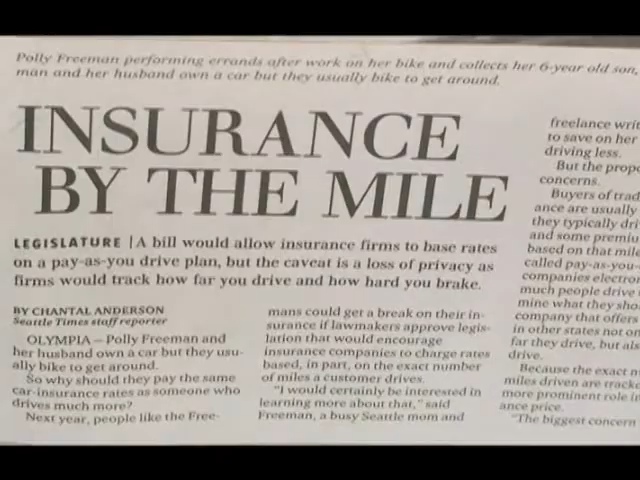 Polly Freeman performing errands after work on her bike and collects her 6-year old son,
man and her husband own a car but they usually bike to get around.
INSURANCE
BY THE MILE
LEGISLATURE | A bill would allow insurance firms to base rates
on a pay-as-you drive plan, but the caveat is a loss of privacy as
firms would track how far you drive and how hard you brake.
BY CHANTAL ANDERSON
Seattle Times staff reporter
OLYMPIA — Polly Freeman and
her husband own a car but they usu-
ally bike to get around.
So why should they pay the same
car-insurance rates as someone who
drives much more?
Next year, people like the Free-
mans could get a break on their in-
surance if lawmakers approve legis-
lation that would encourage
insurance companies to charge rates
based, in part, on the exact number
of miles a customer drives.
"I would certainly be interested in
learning more about that," said
Freeman, a busy Seattle mom and
freelance writ
to save on her
driving less.
But the propo
concerns.
Buyers of trad
ance are usually
they typically dri
and some premiu
based on that mile
called pay-as-you-
companies electron
much people drive
mine what they sho
company that offers
in other states not on
far they drive, but als
drive.
Because the exact n
miles driven are tracke
more prominent role in
ance price.
"The biggest concern